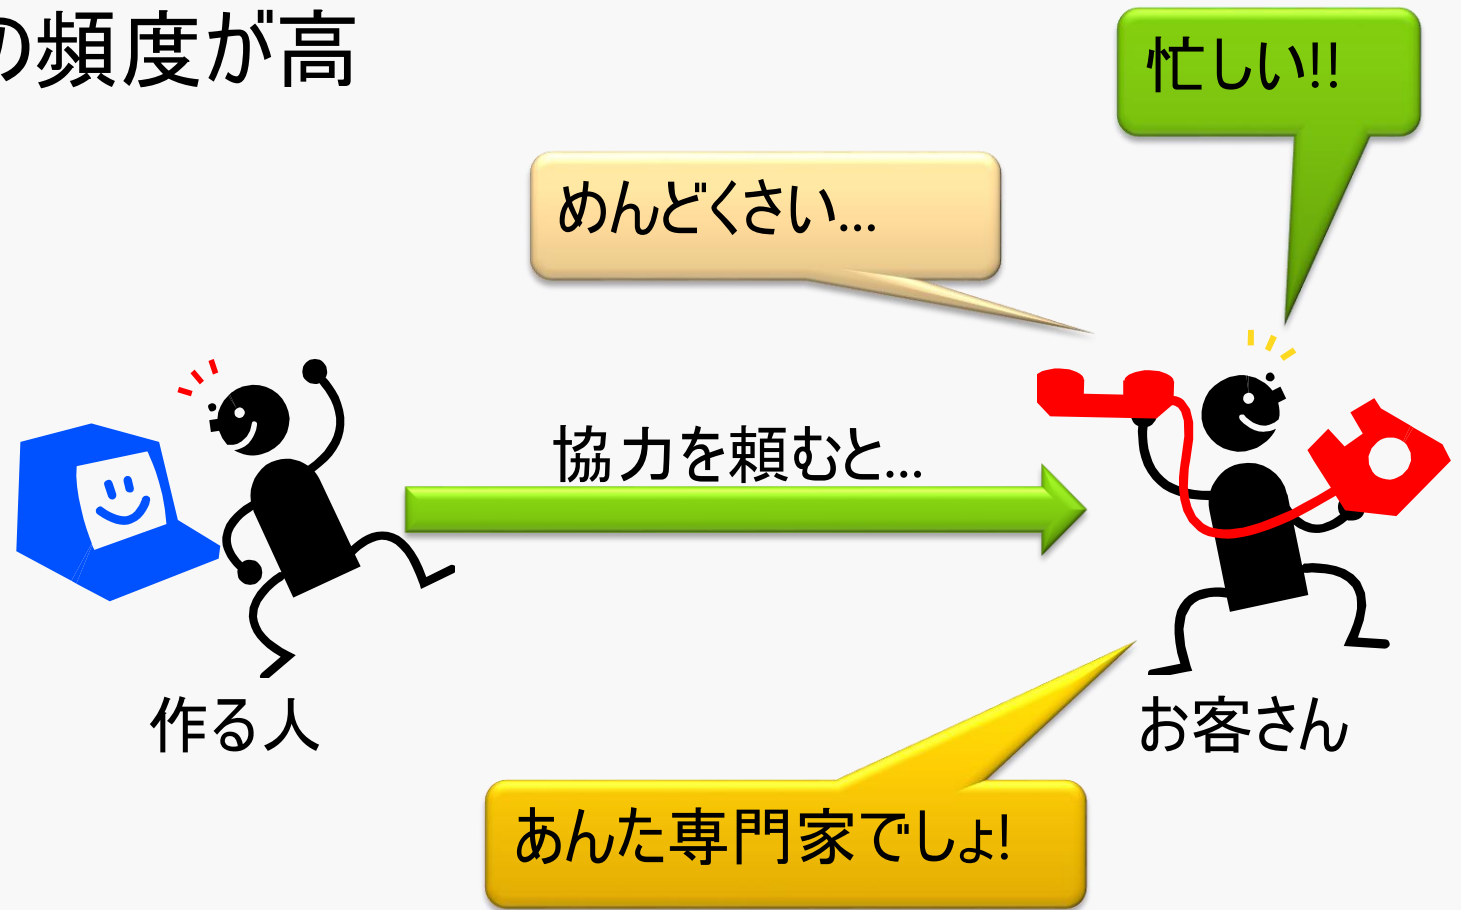 の頻度が高
忙しい!!
めんどくさい...
協力を頼むと...
作る人
お客さん
あんた専門家でしょ!